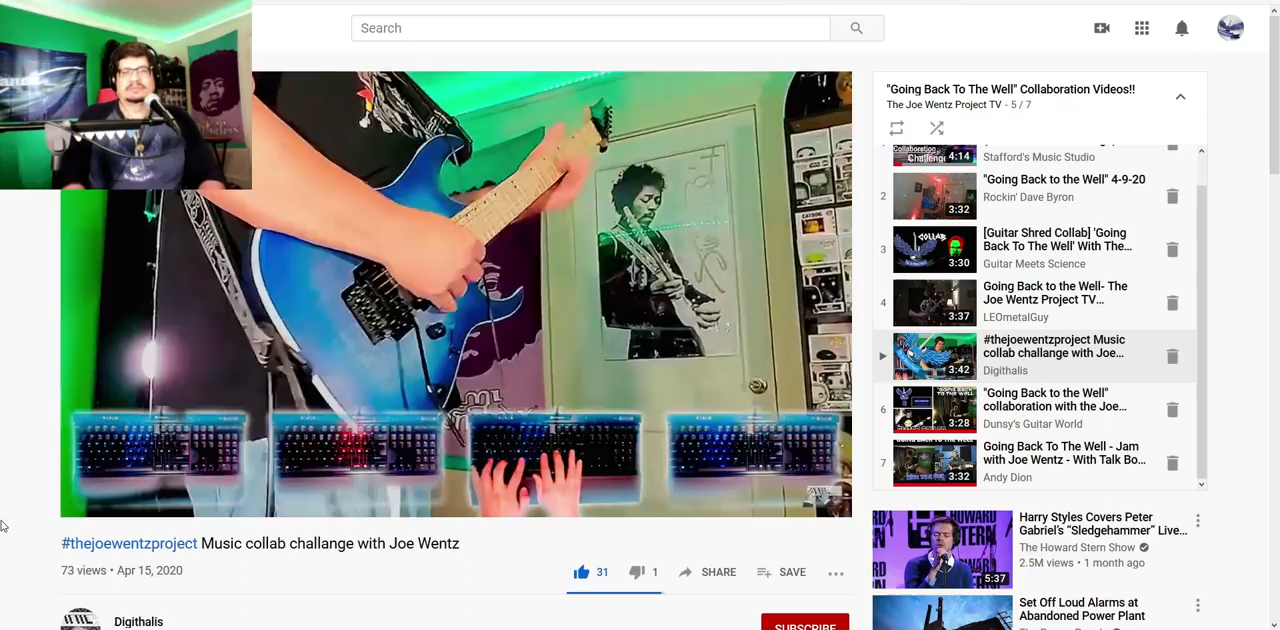 Search
"Going Back To The Well" Collaboration Videos!!
The Joe Wentz Project TV - 5 / 7
Collaboration
Challenge
4:14
Stafford's Music Studio
2
3:32
"Going Back to the Well" 4-9-20
Rockin' Dave Byron
3
COLLAB
3:30
[Guitar Shred Collab] 'Going
Back To The Well' With The...
Guitar Meets Science
4
3:37
Going Back to the Well- The
Joe Wentz Project TV...
LEOmetalGuy
3:42
#thejoewentzproject Music
collab challange with Joe...
Digithalis
6
3:28
"Going Back to the Well"
collaboration with the Joe...
Dunsy's Guitar World
7
3:32
Going Back To The Well - Jam
with Joe Wentz - With Talk Bo...
Andy Dion
#thejoewentzproject Music collab challange with Joe Wentz
73 views • Apr 15, 2020
31
1
SHARE
SAVE
Digithalis
SUBSCRIBE
HOWARD
STERN
5:37
Harry Styles Covers Peter
Gabriel's “Sledgehammer” Live...
The Howard Stern Show
2.5M views • 1 month ago
Set Off Loud Alarms at
Abandoned Power Plant